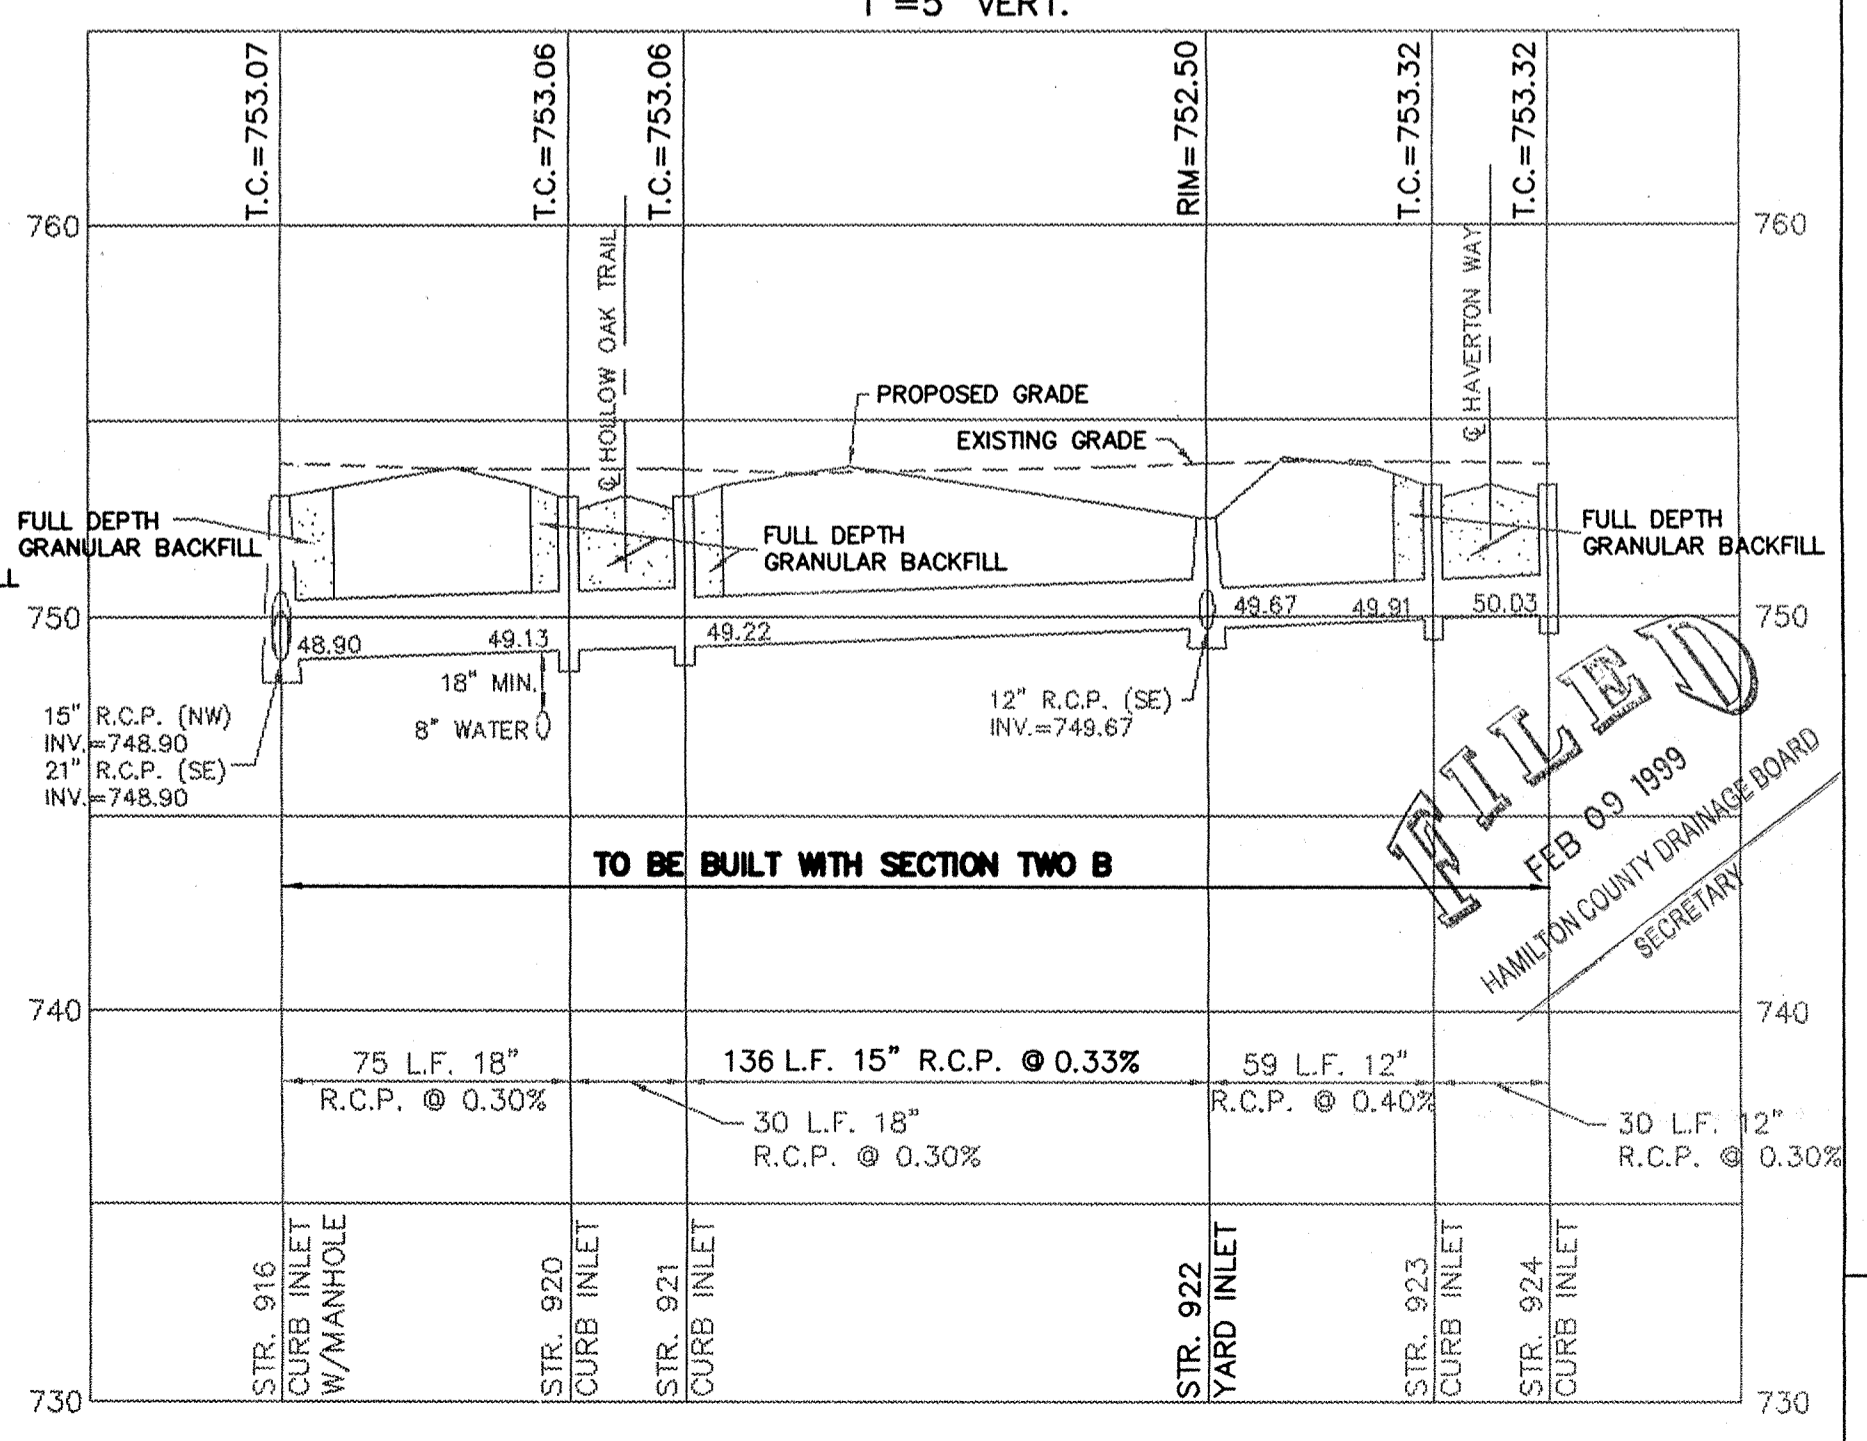 1"=5' VERT.
T.C.=753.07
T.C.=753.06
T.C.=753.06
RIM=752.50
T.C.=753.32
T.C.=753.32
760
760
℄ HOLLOW OAK TRAIL
℄ HAVERTON WAY
PROPOSED GRADE
EXISTING GRADE
FULL DEPTH
GRANULAR BACKFILL
FULL DEPTH
GRANULAR BACKFILL
FULL DEPTH
GRANULAR BACKFILL
750
750
48.90
49.13
49.22
49.67
49.91
50.03
18" MIN.
8" WATER
15" R.C.P. (NW)
INV.=748.90
21" R.C.P. (SE)
INV.=748.90
12" R.C.P. (SE)
INV.=749.67
FILED
FEB 09 1999
HAMILTON COUNTY DRAINAGE BOARD
SECRETARY
TO BE BUILT WITH SECTION TWO B
740
740
75 L.F. 18"
R.C.P. @ 0.30%
30 L.F. 18"
R.C.P. @ 0.30%
136 L.F. 15" R.C.P. @ 0.33%
59 L.F. 12"
R.C.P. @ 0.40%
30 L.F. 12"
R.C.P. @ 0.30%
STR. 916
CURB INLET
W/MANHOLE
STR. 920
CURB INLET
STR. 921
CURB INLET
STR. 922
YARD INLET
STR. 923
CURB INLET
STR. 924
CURB INLET
730
730